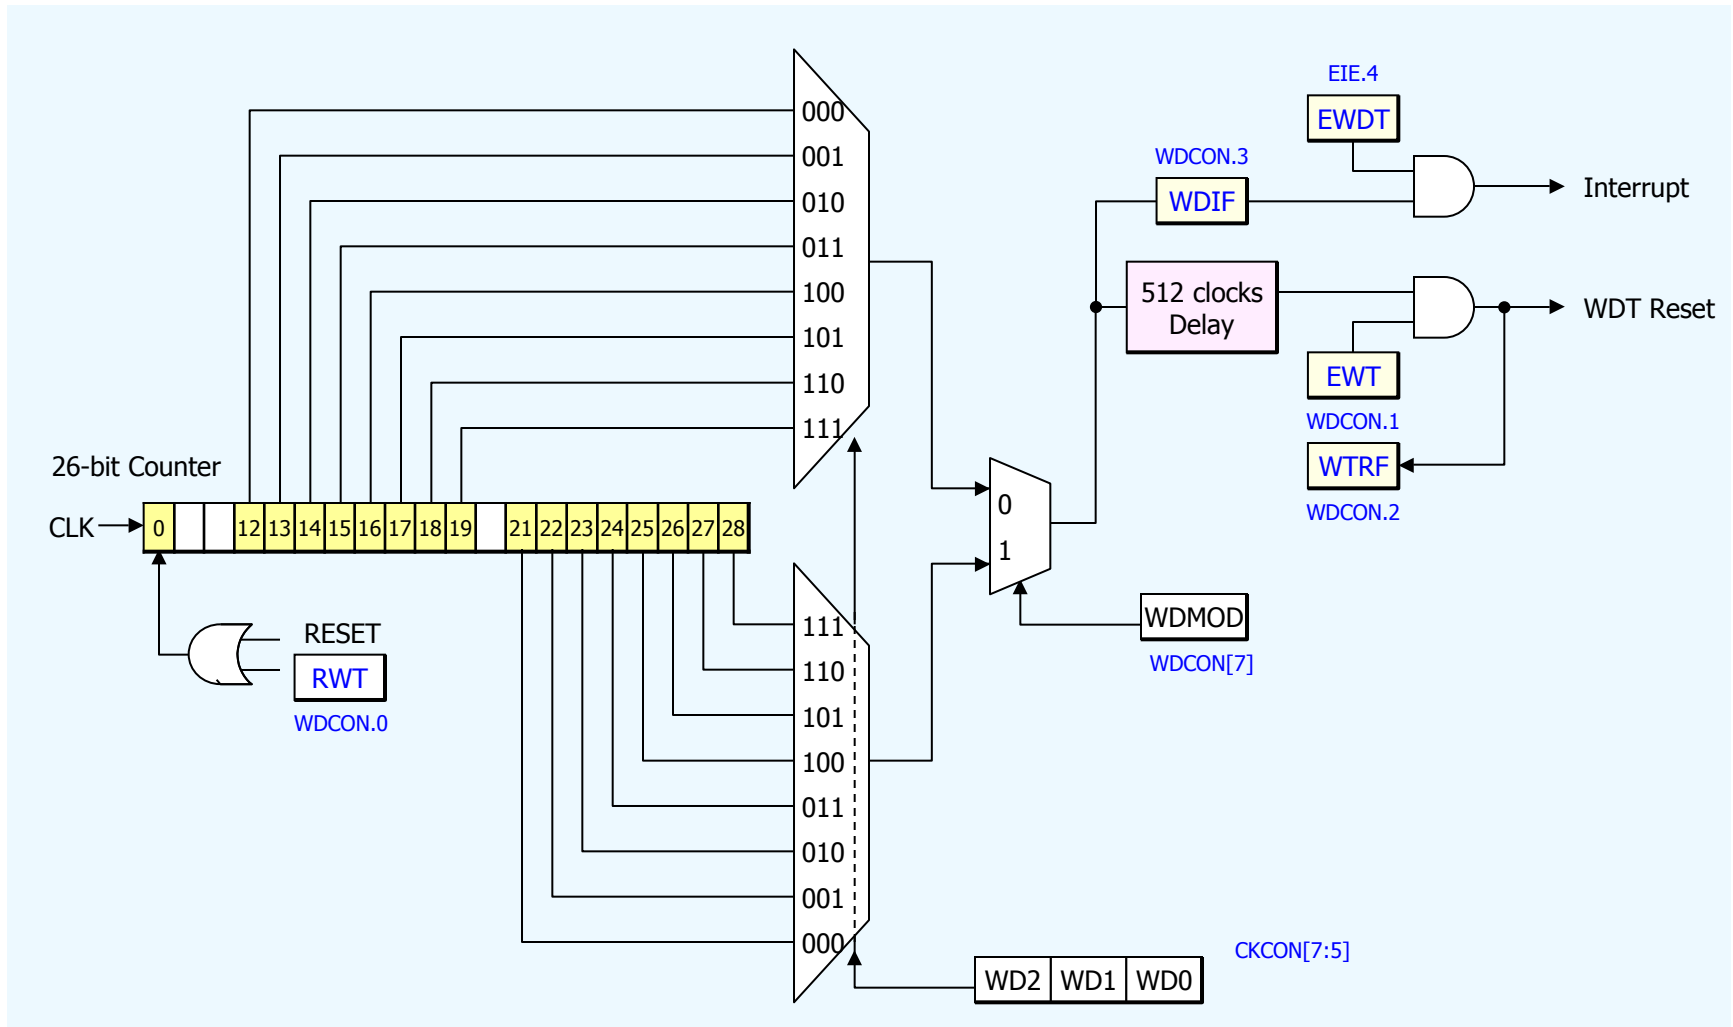 EIE.4
EWDT
000
001
WDCON.3
WDIF
Interrupt
010
011
100
512 clocks
Delay
WDT Reset
101
EWT
110
WDCON.1
111
26-bit Counter
WTRF
0
WDCON.2
CLK
0 12 13 14 15 16 17 18 19 21 22 23 24 25 26 27 28
1
WDMOD
RESET
111
WDCON[7]
RWT
110
WDCON.0
101
100
011
010
001
000
CKCON[7:5]
WD2 WD1 WD0